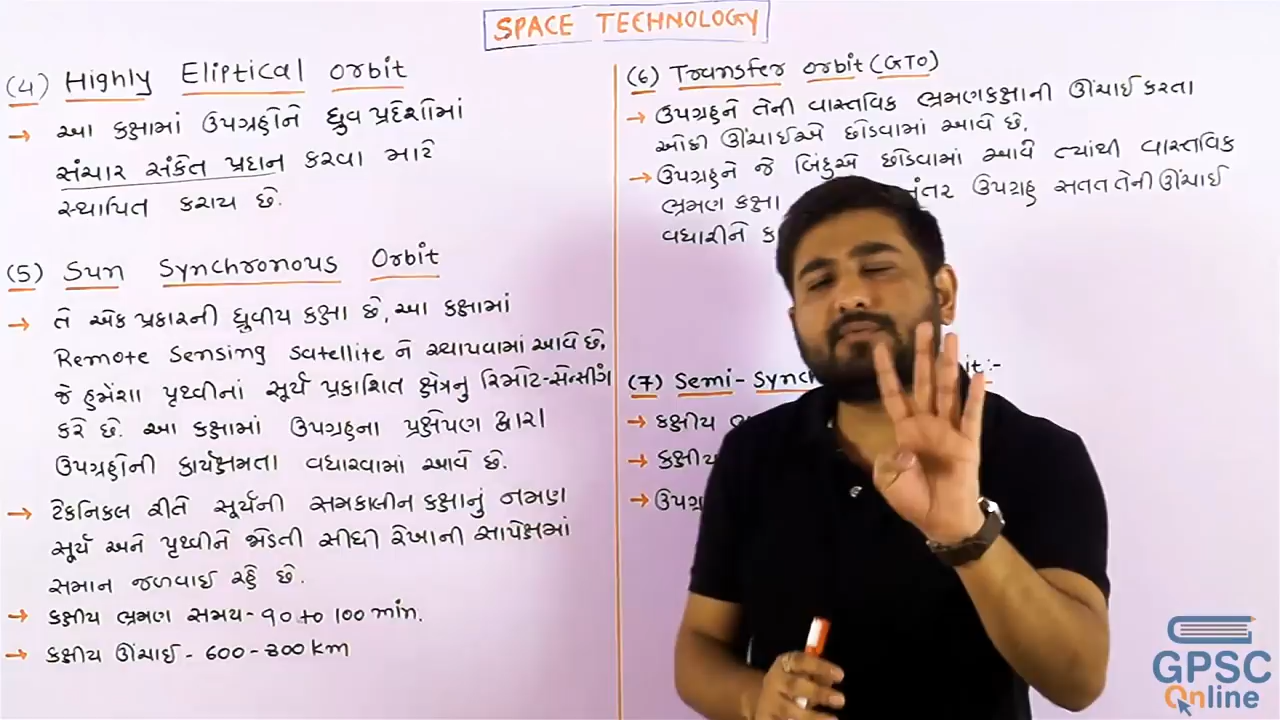 SPACE TECHNOLOGY
(4) Highly Eliptical Orbit
→ આ કક્ષામાં ઉપગ્રહોને ધ્રુવ પ્રદેશોમાં
સંચાર સંકેત પ્રદાન કરવા માટે
સ્થાપિત કરાય છે.
(5) Sun Synchronous Orbit
→ તે એક પ્રકારની ધ્રુવીય કક્ષા છે, આ કક્ષામાં
Remote Sensing Satellite ને સ્થાપવામાં આવે છે,
જે હંમેશા પૃથ્વીનાં સૂર્ય પ્રકાશિત ક્ષેત્રનુ રિમોટ-સેન્સીંગ
કરે છે. આ કક્ષામાં ઉપગ્રહના પ્રક્ષેપણ દ્વારા
ઉપગ્રહોની કાર્યક્ષમતા વધારવામાં આવે છે.
→ ટેકનિકલ રીતે સૂર્યની સમકાલીન કક્ષાનું નમણ
સૂર્ય અને પૃથ્વીને જોડતી સીધી રેખાની સાપેક્ષમાં
સમાન જળવાઈ રહે છે.
→ કક્ષીય ભ્રમણ સમય - 90 to 100 min.
→ કક્ષીય ઊંચાઈ - 600 - 800 km
(6) Transfer orbit (GTO)
→ ઉપગ્રહને તેની વાસ્તવિક ભ્રમણકક્ષાની ઊંચાઈ કરતા
ઓછી ઊંચાઈએ છોડવામાં આવે છે.
→ ઉપગ્રહને જે બિંદુએ છોડવામાં આવે ત્યાંથી વાસ્તવિક
ભ્રમણ કક્ષા ઉપગ્રહ સતત તેની ઊંચાઈ
વધારીને
(7) Semi-
→ કક્ષીય
→ કક્ષીય
→
GPSC
Online